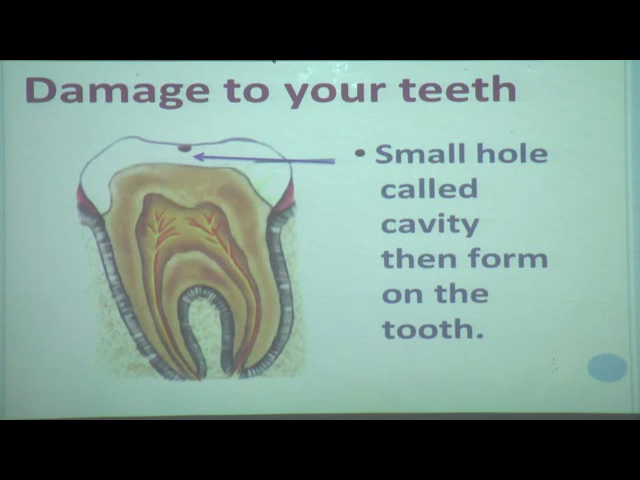 Damage to your teeth
• Small hole
called
cavity
then form
on the
tooth.